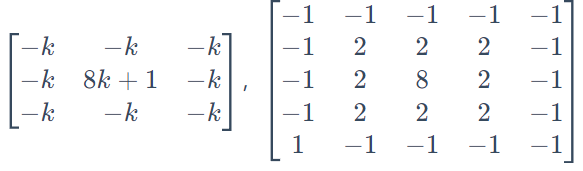 [−k −k −k]
[−k 8k + 1 −k] ,
[−k −k −k]
[−1 −1 −1 −1 −1]
[−1 2 2 2 −1]
[−1 2 8 2 −1]
[−1 2 2 2 −1]
[1 −1 −1 −1 −1]